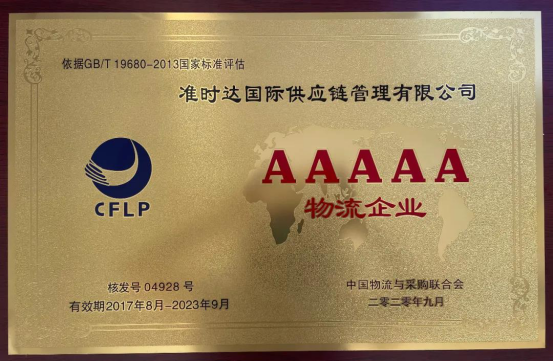 依据GB/T 19680-2013国家标准评估
准时达国际供应链管理有限公司
CFLP
AAAAA
物流企业
核发号 04928 号
有效期2017年8月-2023年9月
中国物流与采购联合会
二〇二〇年九月